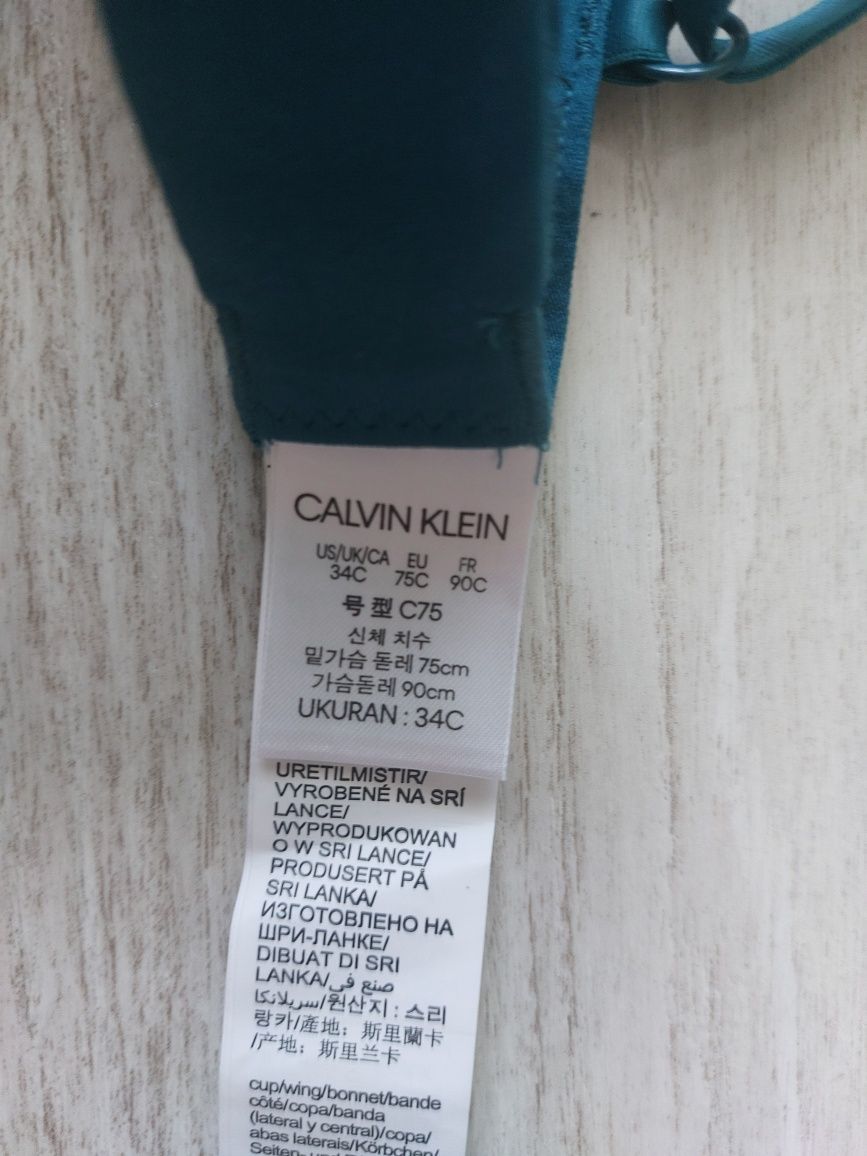 CALVIN KLEIN
US/UK/CA EU FR
34C 75C 90C
号型 C75
신체 치수
밑가슴 둘레 75cm
가슴둘레 90cm
UKURAN : 34C
URETILMISTIR/
VYROBENÉ NA SRÍ
LANCE/
WYPRODUKOWAN
O W SRI LANCE/
PRODUSERT PÅ
SRI LANKA/
ИЗГОТОВЛЕНО НА
ШРИ-ЛАНКЕ/
DIBUAT DI SRI
LANKA/صنع في
سريلانكا/원산지 : 스리
랑카/產地：斯里蘭卡
/产地：斯里兰卡
cup/wing/bonnet/bande
côté/copa/banda
(lateral y central)/copa/
abas laterais/Körbchen/
Seiten- und